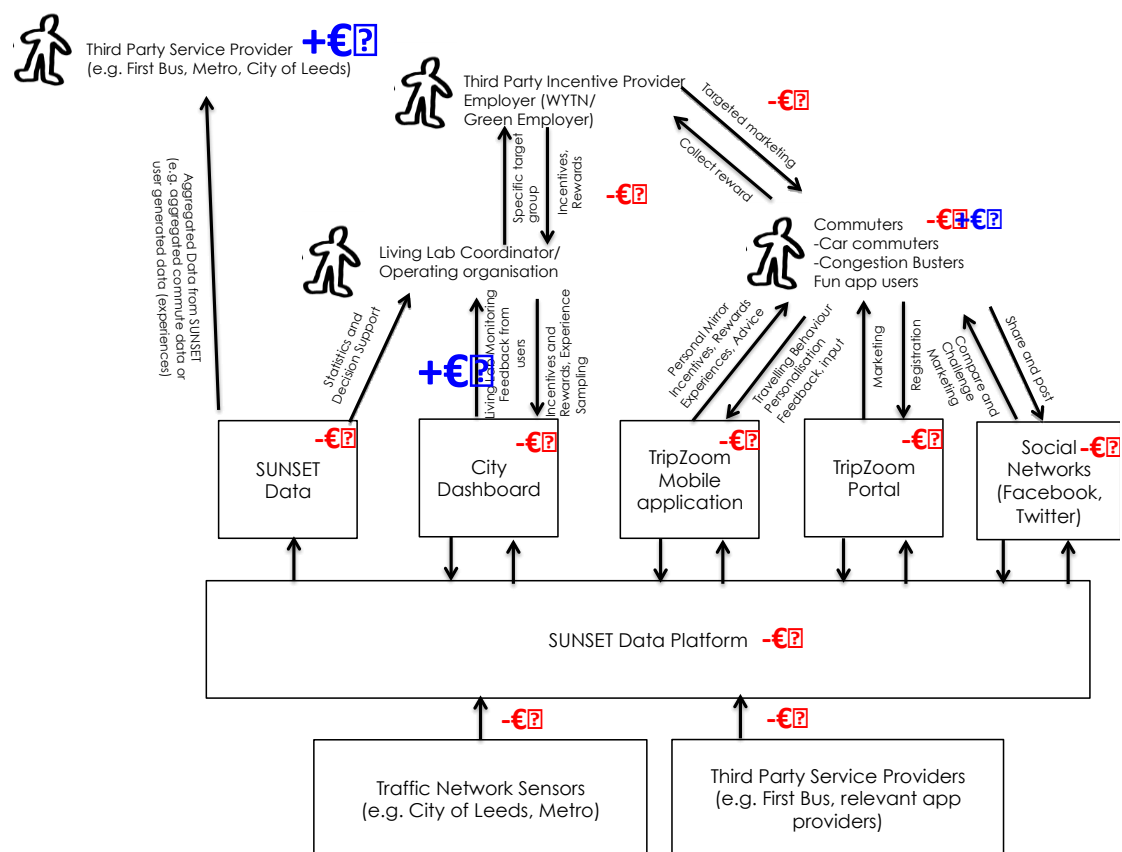 Third Party Service Provider
(e.g. First Bus, Metro, City of Leeds)
+€?
Third Party Incentive Provider
Employer (WYTN/
Green Employer)
Targeted marketing
-€?
Collect reward
Specific target
group
Incentives,
Rewards
-€?
Aggregated Data from SUNSET
(e.g. aggregated commute data or
user generated data (experiences)
Living Lab Coordinator/
Operating organisation
Commuters
-Car commuters
-Congestion Busters
Fun app users
-€?
+€?
Statistics and
Decision Support
+€?
Living Lab Monitoring
Feedback from
users
Incentives and
Rewards, Experience
Sampling
Personal Mirror
Incentives, Rewards
Experiences, Advice
Travelling Behaviour
Personalisation
Feedback, input
Marketing
Registration
Compare and
Challenge
Marketing
Share and post
-€?
SUNSET
Data
-€?
City
Dashboard
-€?
TripZoom
Mobile
application
-€?
TripZoom
Portal
-€?
Social
Networks
(Facebook,
Twitter)
SUNSET Data Platform
-€?
-€?
-€?
Traffic Network Sensors
(e.g. City of Leeds, Metro)
Third Party Service Providers
(e.g. First Bus, relevant app
providers)